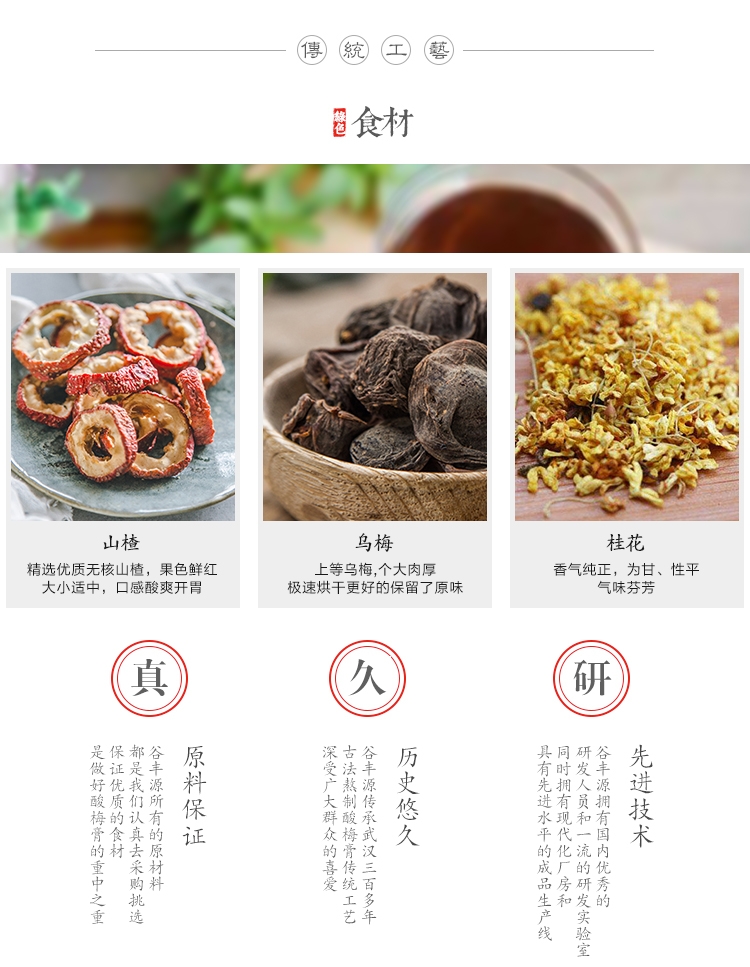 傳統工藝
綠色 食材
山楂
精选优质无核山楂，果色鲜红
大小适中，口感酸爽开胃
乌梅
上等乌梅,个大肉厚
极速烘干更好的保留了原味
桂花
香气纯正，为甘、性平
气味芬芳
真
原料保证
谷丰源所有的原材料
都是我们认真去采购挑选
保证优质的食材
是做好酸梅膏的重中之重
久
历史悠久
谷丰源传承武汉三百多年
古法熬制酸梅膏传统工艺
深受广大群众的喜爱
研
先进技术
谷丰源拥有国内优秀的
研发人员和一流的研发实验室
同时拥有现代化厂房和
具有先进水平的成品生产线